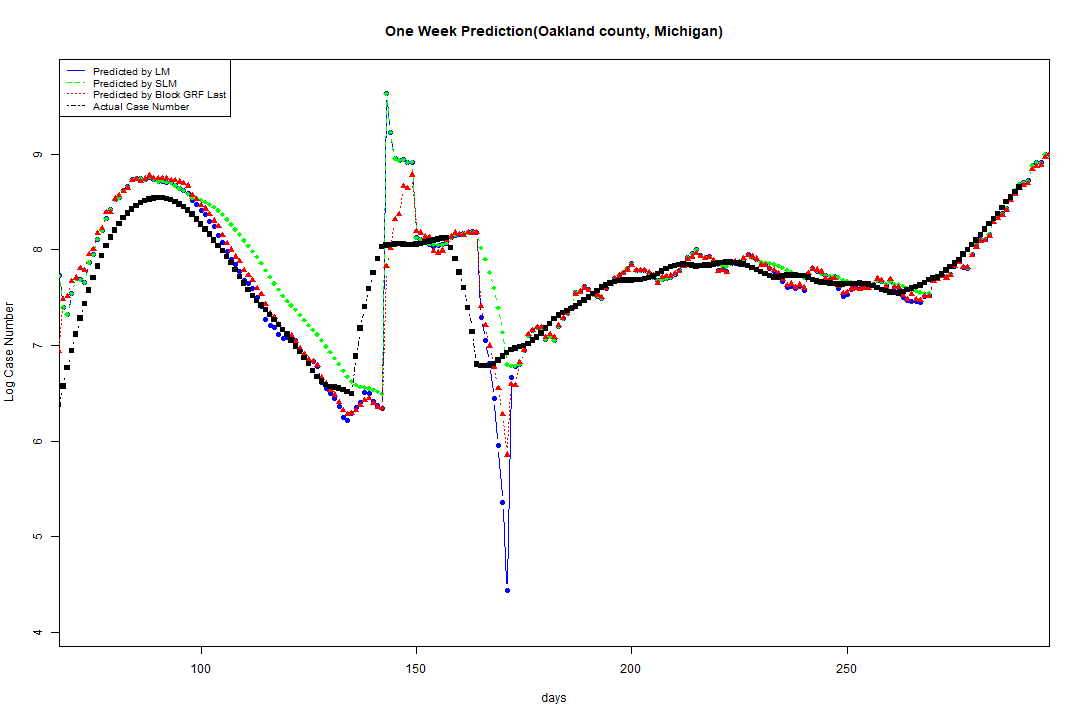 One Week Prediction(Oakland county, Michigan)
Predicted by LM
Predicted by SLM
Predicted by Block GRF Last
Actual Case Number
Log Case Number
9
8
7
6
5
4
100 150 200 250
days